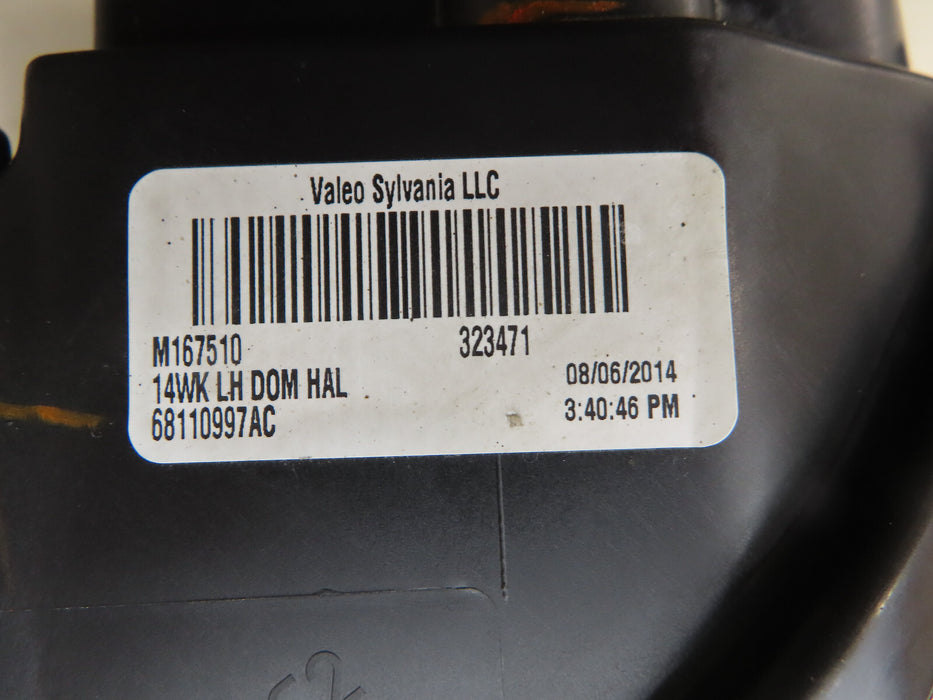 Valeo Sylvania LLC
M167510 323471
14WK LH DOM HAL 08/06/2014
68110997AC 3:40:46 PM